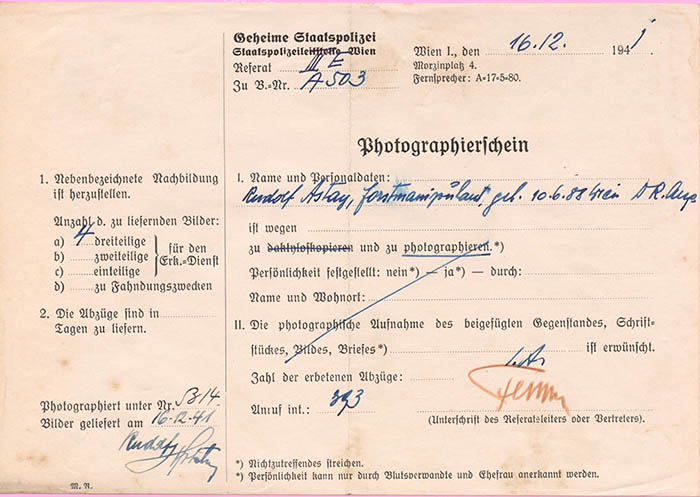 Geheime Staatspolizei
Staatspolizeileitstelle Wien
Referat III E
Zu B.=Nr. A 503
Wien I., den 16.12. 1941
Morzinplatz 4.
Fernsprecher: A-17-5-80.
Photographierschein
1. Nebenbezeichnete Nachbildung
ist herzustellen.
Anzahl d. zu liefernden Bilder:
a) 4 dreiteilige
b) zweiteilige
c) einteilige
für den
Erk.=Dienst
d) zu Fahndungszwecken
2. Die Abzüge sind in
Tagen zu liefern.
Photographiert unter Nr.
Bilder geliefert am 16-12-41
Rudolf Astay
M. N.
I. Name und Personaldaten:
Rudolf Astay, Forstmanipulant, geb. 10.6.88 Wien D.R. Ang.
ist wegen
zu daktyloskopieren und zu photographieren.*)
Persönlichkeit festgestellt: nein*) — ja*) — durch:
Name und Wohnort:
II. Die photographische Aufnahme des beigefügten Gegenstandes, Schrift=
stückes, Bildes, Briefes*) ist erwünscht.
Zahl der erbetenen Abzüge:
Anruf int.: 393
(Unterschrift des Referatsleiters oder Vertreters).
*) Nichtzutreffendes streichen.
*) Persönlichkeit kann nur durch Blutsverwandte und Ehefrau anerkannt werden.